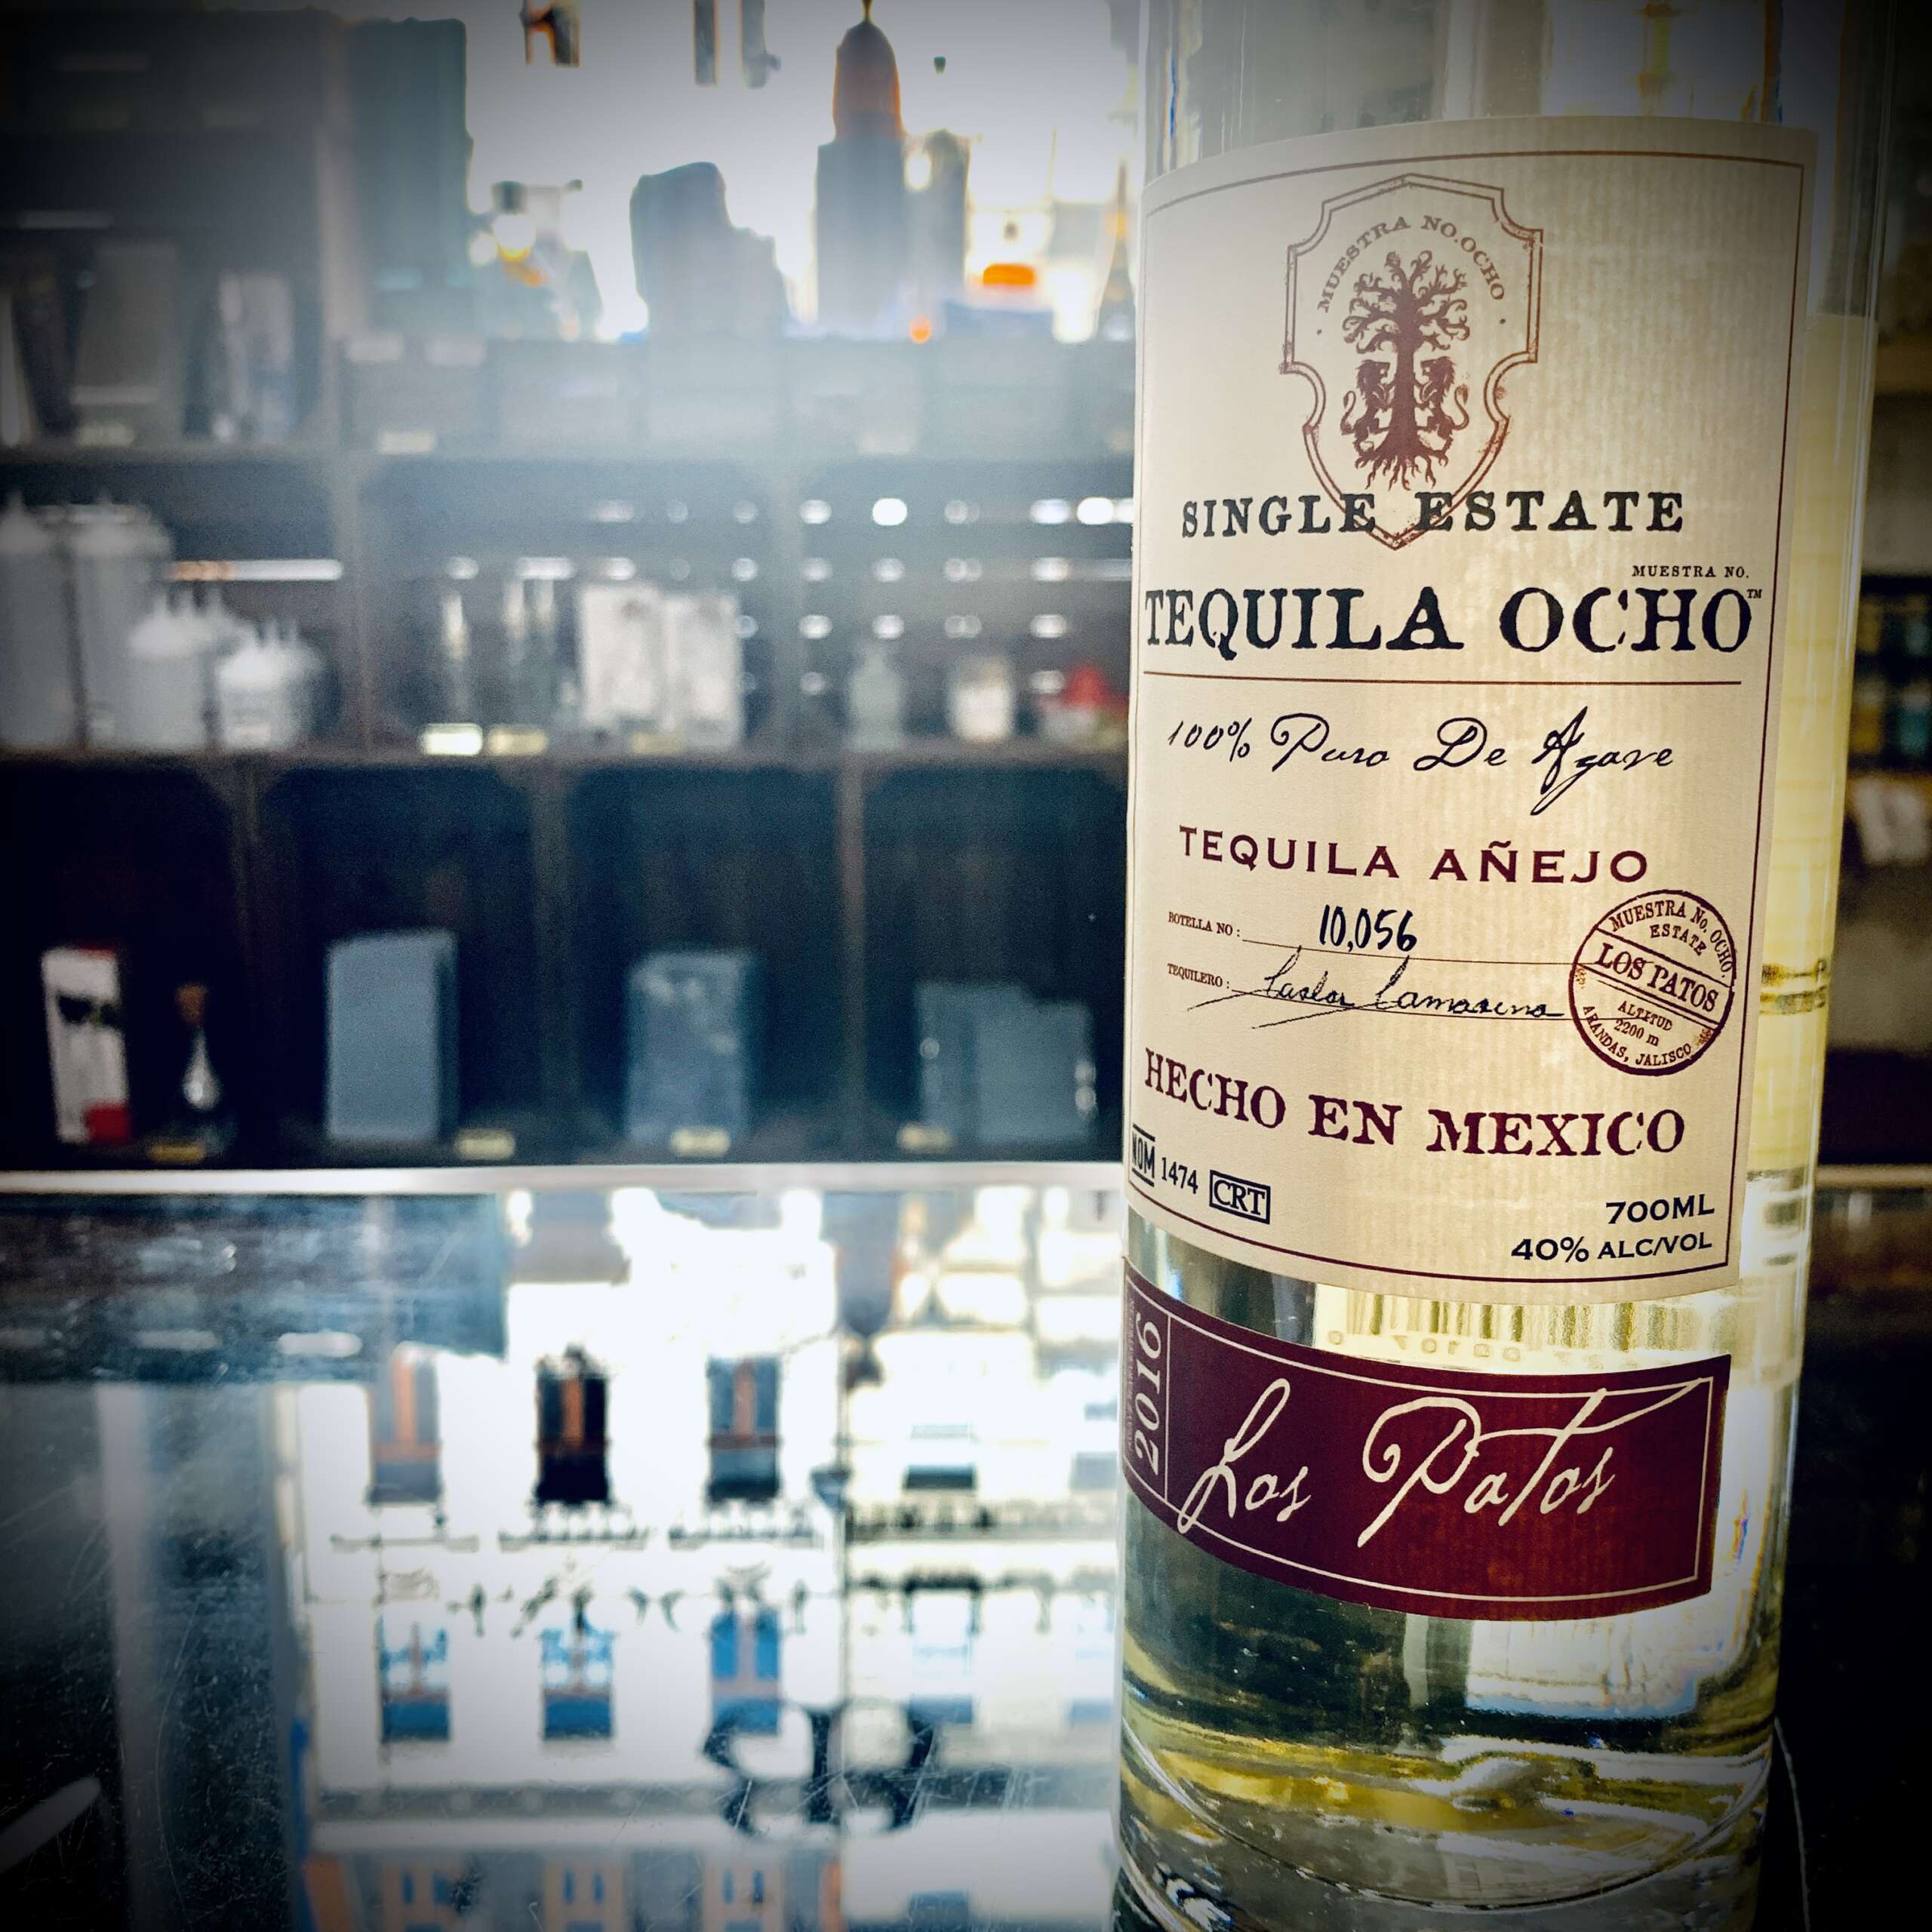 MUESTRA NO. OCHO
SINGLE ESTATE
MUESTRA NO.
TEQUILA OCHO™
100% Puro De Agave
TEQUILA AÑEJO
BOTELLA NO: 10,056
TEQUILERO:
MUESTRA No. OCHO
ESTATE
LOS PATOS
ALTITUD
2200 m
ARANDAS, JALISCO
HECHO EN MEXICO
NOM 1474 CRT
700ML
40% ALC/VOL
2016
Los Patos